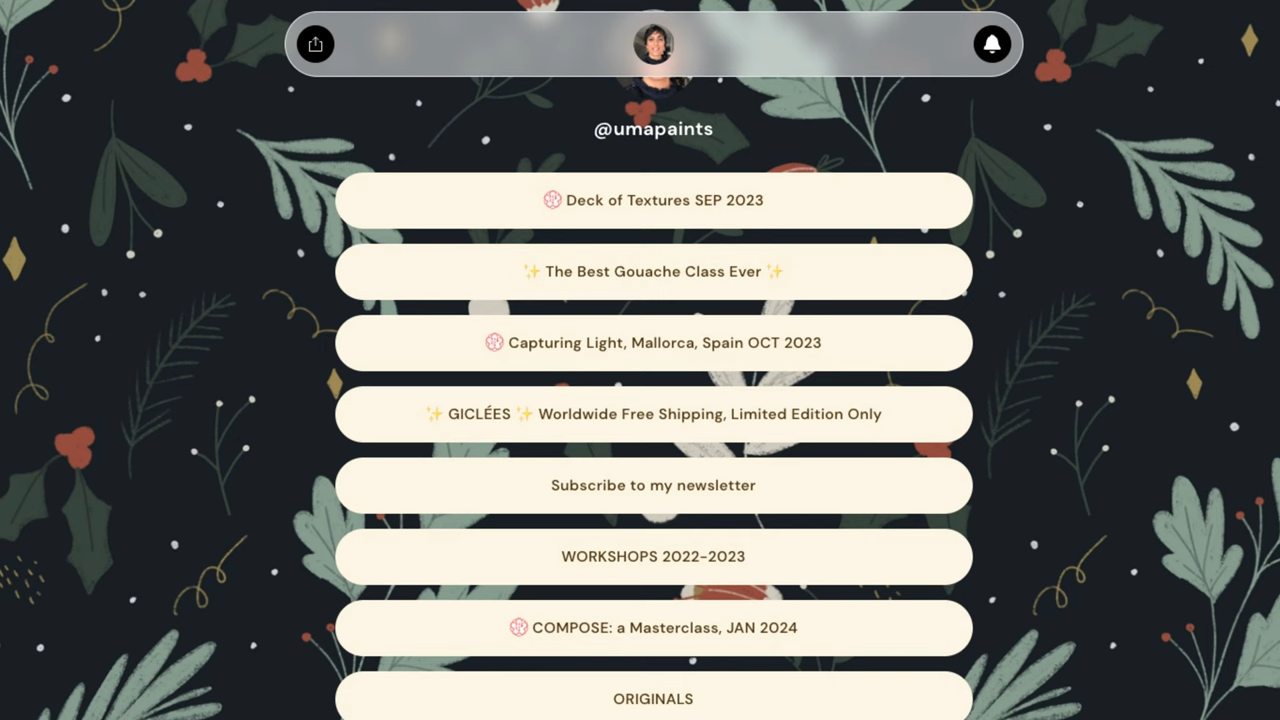 @umapaints
Deck of Textures SEP 2023
✨ The Best Gouache Class Ever ✨
Capturing Light, Mallorca, Spain OCT 2023
✨ GICLÉES ✨ Worldwide Free Shipping, Limited Edition Only
Subscribe to my newsletter
WORKSHOPS 2022-2023
COMPOSE: a Masterclass, JAN 2024
ORIGINALS